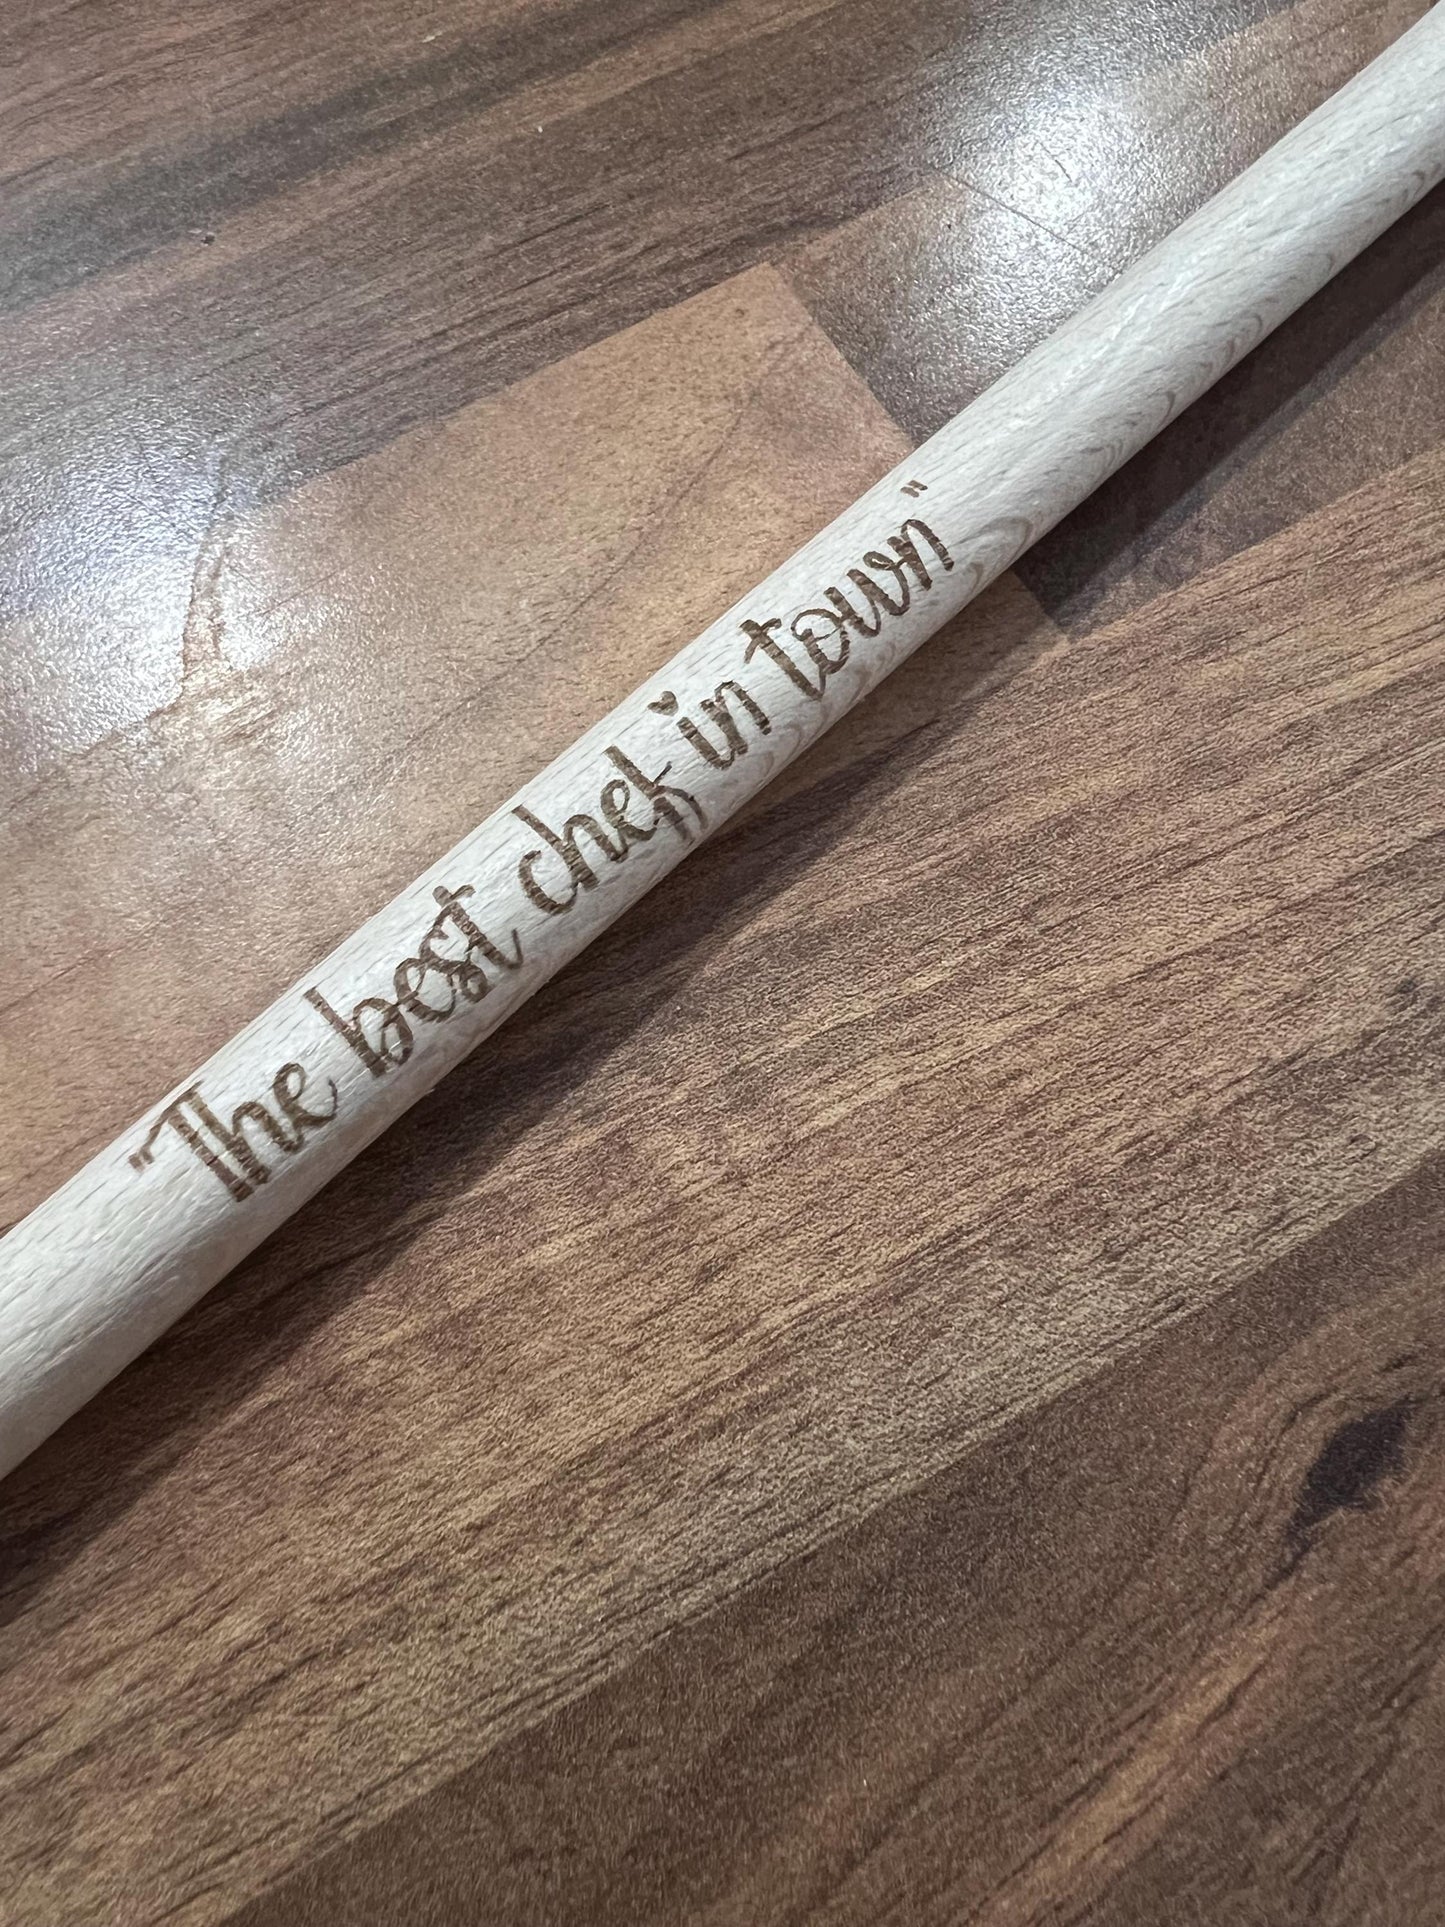 "The best chef in town"